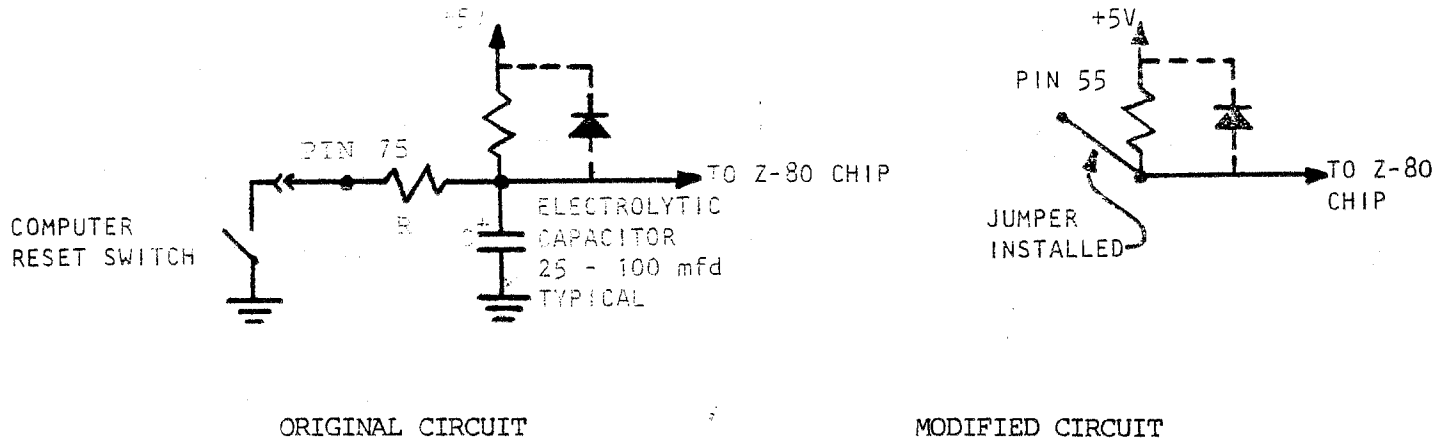 +5V
PIN 75
R
COMPUTER
RESET SWITCH
C
+
ELECTROLYTIC
CAPACITOR
25 - 100 mfd
TYPICAL
TO Z-80 CHIP
ORIGINAL CIRCUIT
+5V
PIN 55
JUMPER
INSTALLED
TO Z-80
CHIP
MODIFIED CIRCUIT